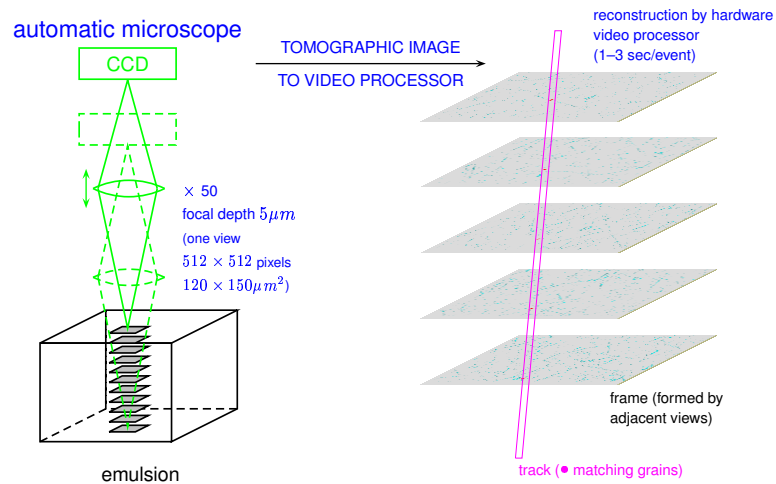 automatic microscope
CCD
TOMOGRAPHIC IMAGE
TO VIDEO PROCESSOR
reconstruction by hardware
video processor
(1–3 sec/event)
× 50
focal depth 5μm
(one view
512 × 512 pixels
120 × 150μm²)
emulsion
frame (formed by
adjacent views)
track (● matching grains)